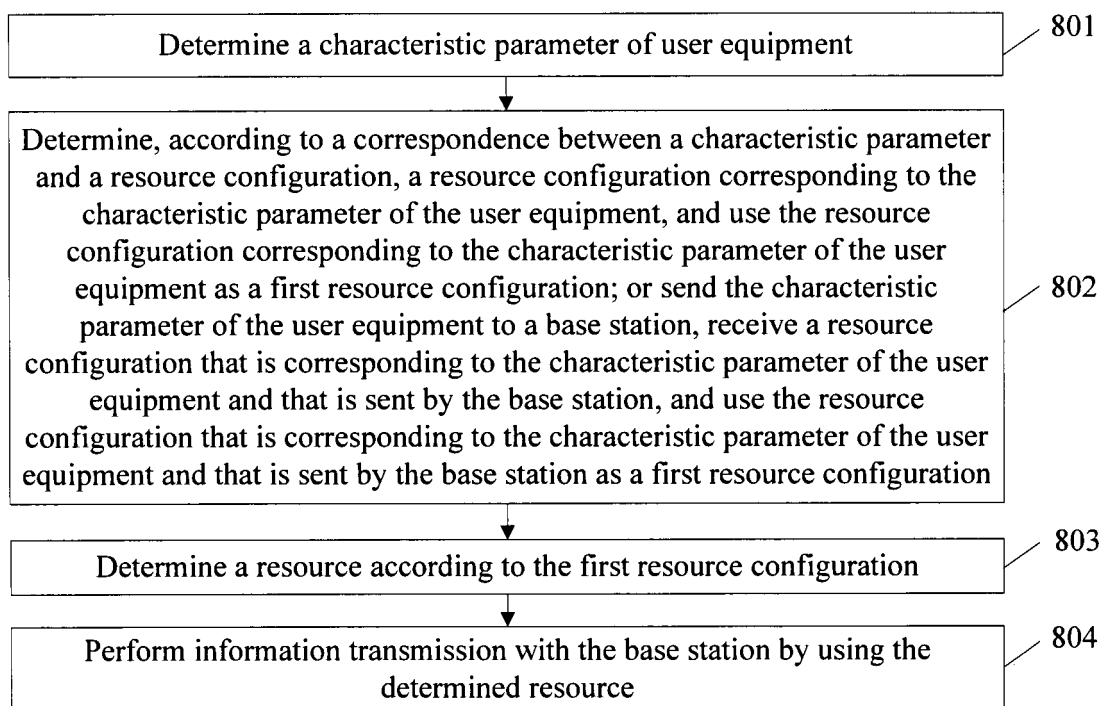 Determine a characteristic parameter of user equipment
801
Determine, according to a correspondence between a characteristic parameter
and a resource configuration, a resource configuration corresponding to the
characteristic parameter of the user equipment, and use the resource
configuration corresponding to the characteristic parameter of the user
equipment as a first resource configuration; or send the characteristic
parameter of the user equipment to a base station, receive a resource
configuration that is corresponding to the characteristic parameter of the user
equipment and that is sent by the base station, and use the resource
configuration that is corresponding to the characteristic parameter of the user
equipment and that is sent by the base station as a first resource configuration
802
Determine a resource according to the first resource configuration
803
Perform information transmission with the base station by using the
determined resource
804